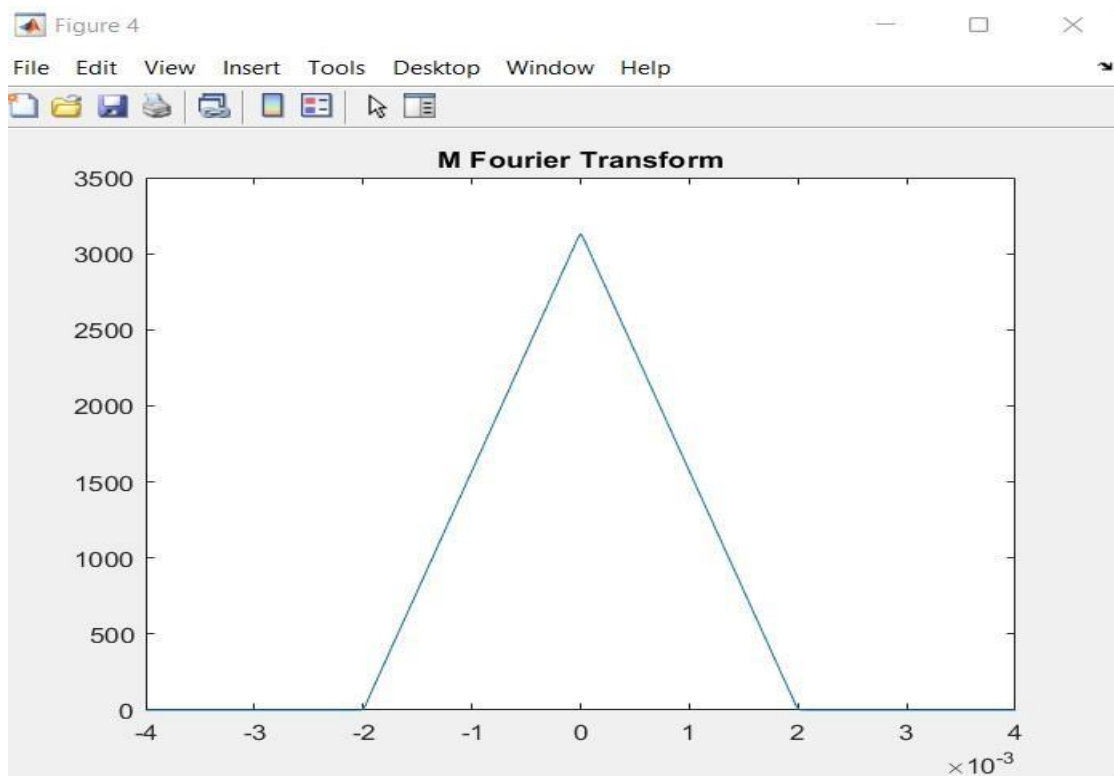 Figure 4
File Edit View Insert Tools Desktop Window Help
M Fourier Transform
3500
3000
2500
2000
1500
1000
500
0
-4 -3 -2 -1 0 1 2 3 4
×10⁻³